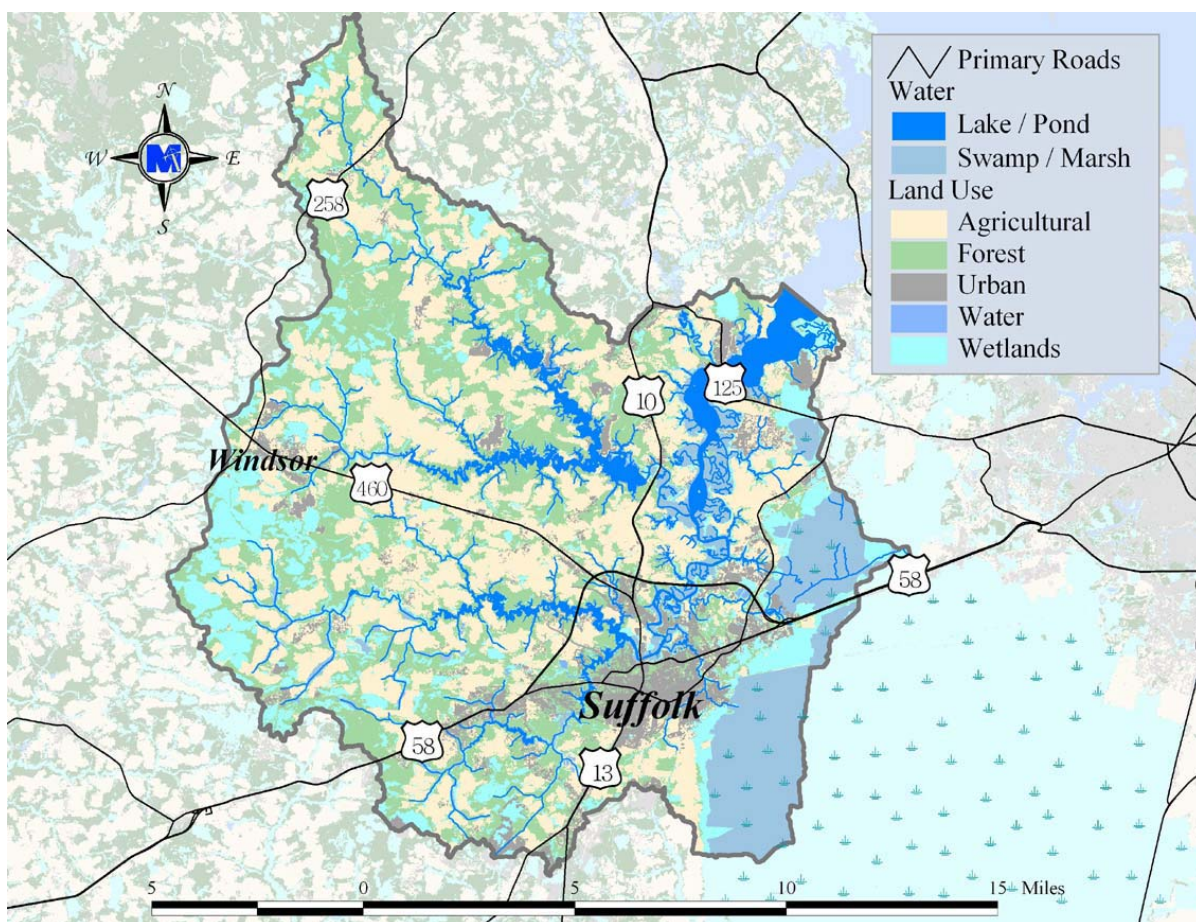 Primary Roads
Water
Lake / Pond
Swamp / Marsh
Land Use
Agricultural
Forest
Urban
Water
Wetlands
N
W M E
S
258
10
125
Windsor
460
58
Suffolk
58
13
5 0 5 10 15 Miles